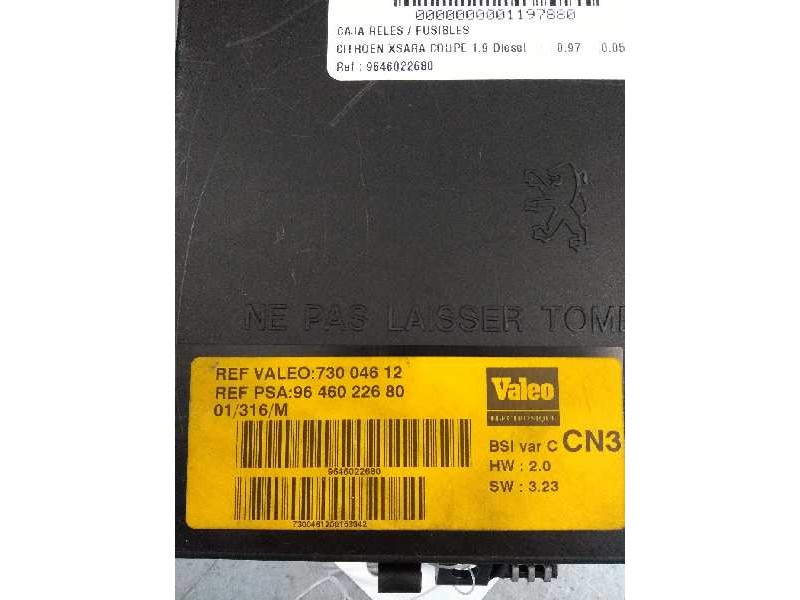 0000000001197880
CAJA RELES / FUSIBLES
CITROEN XSARA COUPE 1.9 Diesel : 0.97 0.05
Ref : 9646022680
NE PAS LAISSER TOMB
REF VALEO:730 046 12
REF PSA:96 460 226 80
01/316/M
Valeo
ELECTRONIQUE
BSI var C CN3
HW : 2.0
SW : 3.23
9646022680